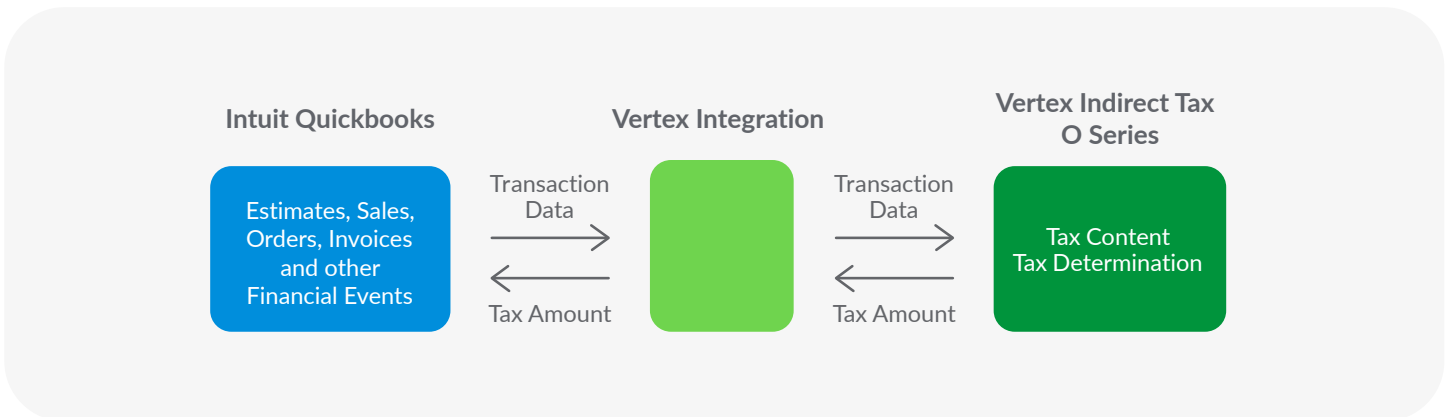 Intuit Quickbooks
Estimates, Sales,
Orders, Invoices
and other
Financial Events
Transaction
Data
Tax Amount
Vertex Integration
Transaction
Data
Tax Amount
Vertex Indirect Tax
O Series
Tax Content
Tax Determination